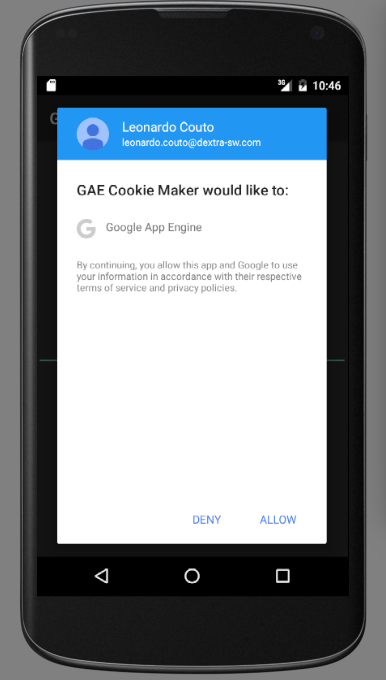 3G 10:46
G
Leonardo Couto
leonardo.couto@dextra-sw.com
GAE Cookie Maker would like to:
G Google App Engine
By continuing, you allow this app and Google to use
your information in accordance with their respective
terms of service and privacy policies.
DENY ALLOW